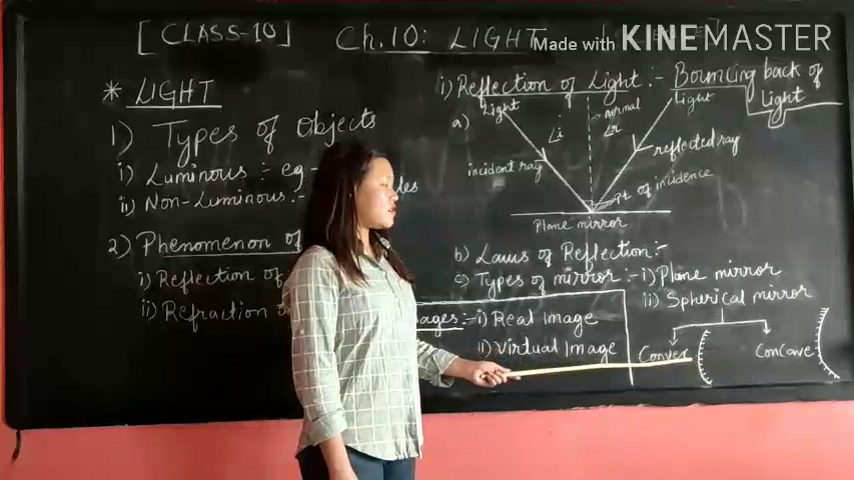 [CLASS-10]
Ch.10: LIGHT
Made with KINEMASTER
* LIGHT
1) Types of Objects
i) Luminous :- eg -
ii) Non-Luminous :-
2) Phenomenon of
i) Reflection of
ii) Refraction
i) Reflection of Light :- Bouncing back of
Light
a)
Light
normal
Light
∠i
∠r
incident ray
reflected ray
Pt of incidence
Plane mirror
b) Laws of Reflection :-
c) Types of mirror :- i) Plane mirror
ii) Spherical mirror
Convex
Concave
ages :- i) Real Image
ii) Virtual Image